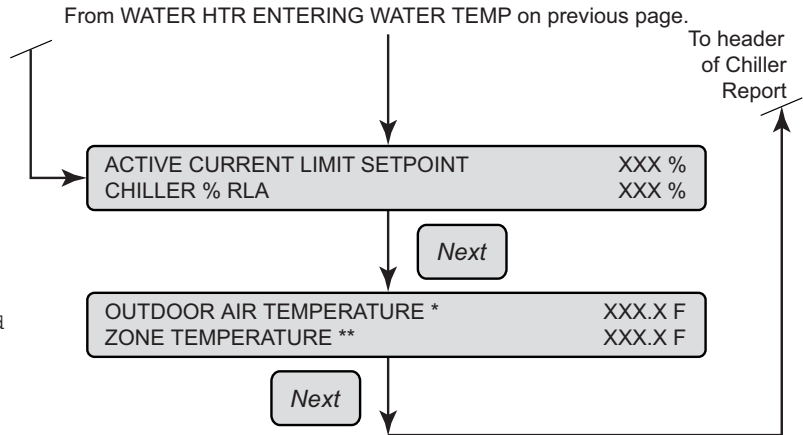 From WATER HTR ENTERING WATER TEMP on previous page.
To header
of Chiller
Report
ACTIVE CURRENT LIMIT SETPOINT XXX %
CHILLER % RLA XXX %
Next
OUTDOOR AIR TEMPERATURE * XXX.X F
ZONE TEMPERATURE ** XXX.X F
Next